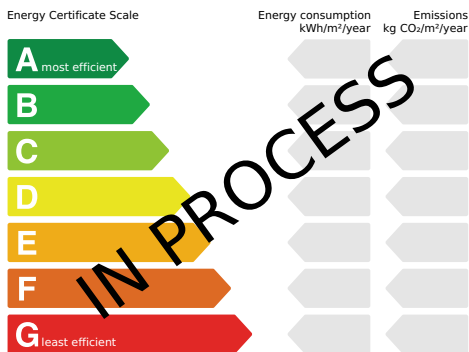 Energy Certificate Scale
Energy consumption
kWh/m²/year
Emissions
kg CO₂/m²/year
A most efficient
B
C
D
E
F
G least efficient
IN PROCESS